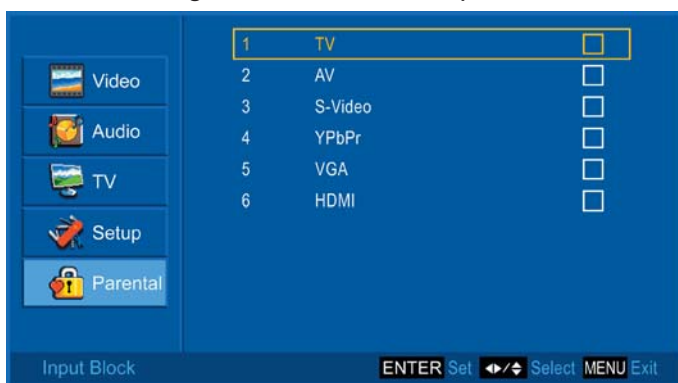 Video
Audio
TV
Setup
Parental
1 TV
2 AV
3 S-Video
4 YPbPr
5 VGA
6 HDMI
Input Block
ENTER Set Select MENU Exit